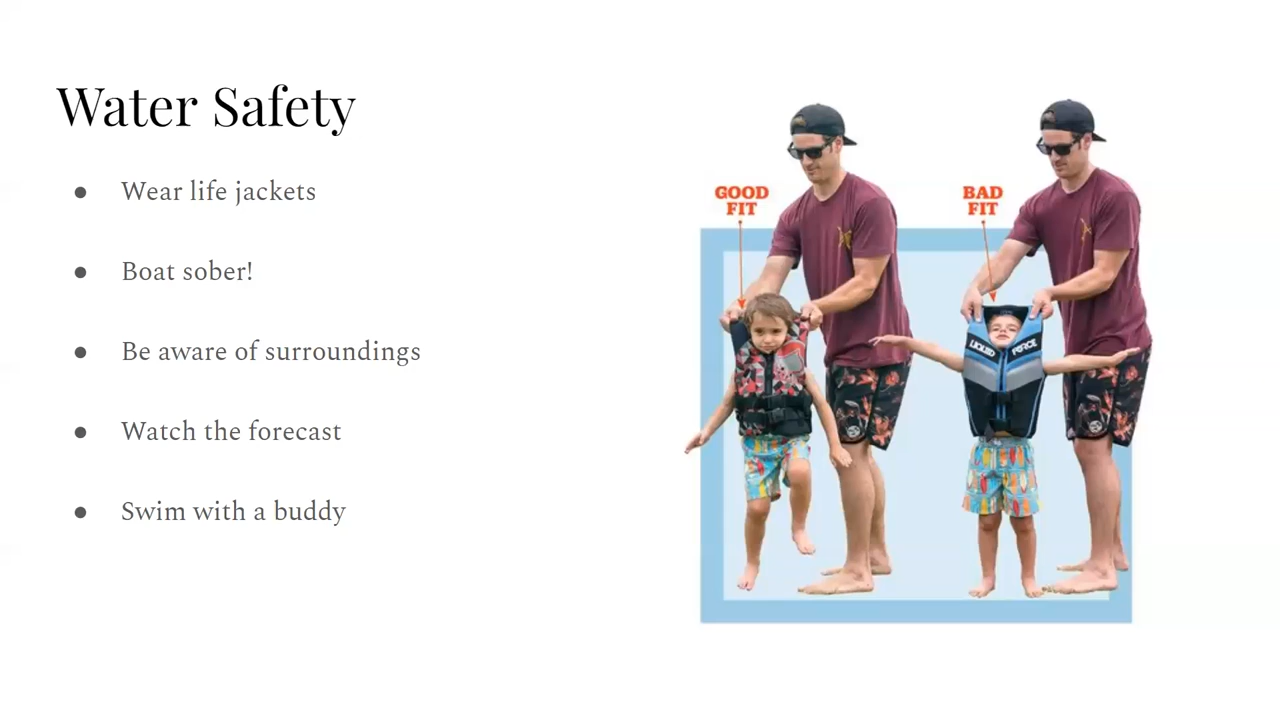 Water Safety
● Wear life jackets
● Boat sober!
● Be aware of surroundings
● Watch the forecast
● Swim with a buddy
GOOD
FIT
BAD
FIT
LIQUID FORCE